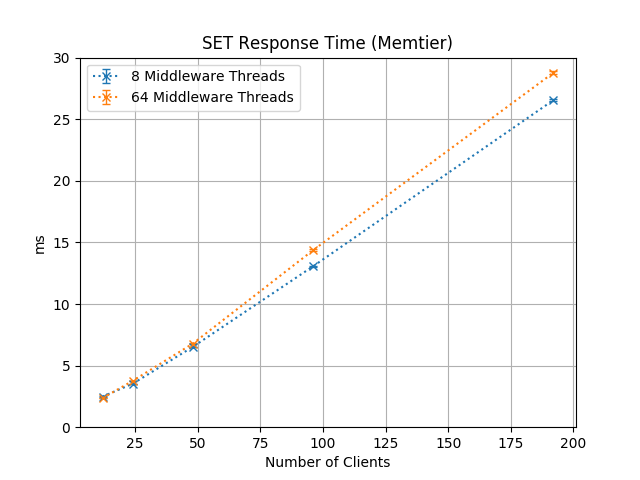 SET Response Time (Memtier)
8 Middleware Threads
64 Middleware Threads
30
25
20
15
10
5
0
ms
25 50 75 100 125 150 175 200
Number of Clients